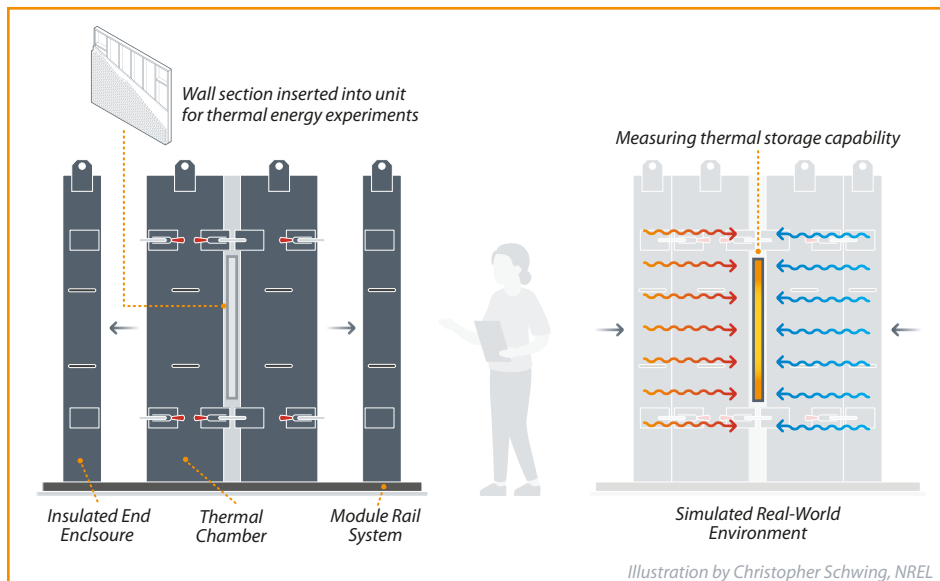 Wall section inserted into unit
for thermal energy experiments
Measuring thermal storage capability
Insulated End
Enclsoure
Thermal
Chamber
Module Rail
System
Simulated Real-World
Environment
Illustration by Christopher Schwing, NREL